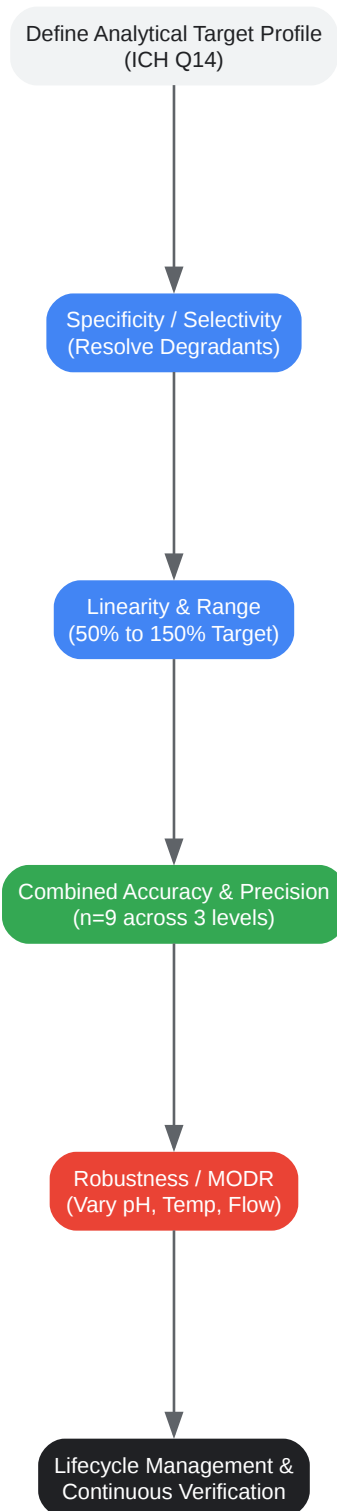 Define Analytical Target Profile
(ICH Q14)
Specificity / Selectivity
(Resolve Degradants)
Linearity & Range
(50% to 150% Target)
Combined Accuracy & Precision
(n=9 across 3 levels)
Robustness / MODR
(Vary pH, Temp, Flow)
Lifecycle Management &
Continuous Verification